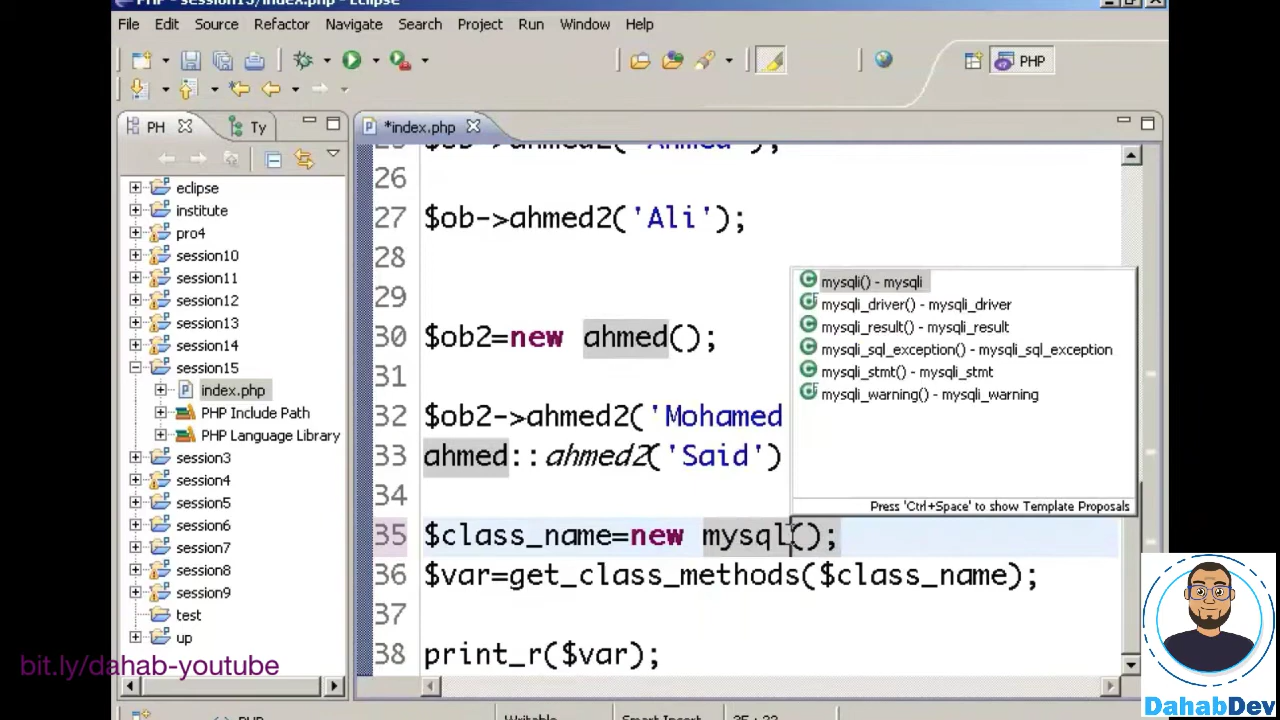 PHP - session15/index.php - Eclipse
File Edit Source Refactor Navigate Search Project Run Window Help
PHP
PH Ty
*index.php
eclipse
institute
pro4
session10
session11
session12
session13
session14
session15
index.php
PHP Include Path
PHP Language Library
session3
session4
session5
session6
session7
session8
session9
test
up
$ob->ahmed2('Ahmed');
26
27 $ob->ahmed2('Ali');
28
29
30 $ob2=new ahmed();
31
32 $ob2->ahmed2('Mohamed
33 ahmed::ahmed2('Said')
34
35 $class_name=new mysql();
36 $var=get_class_methods($class_name);
37
38 print_r($var);
mysqli() - mysqli
mysqli_driver() - mysqli_driver
mysqli_result() - mysqli_result
mysqli_sql_exception() - mysqli_sql_exception
mysqli_stmt() - mysqli_stmt
mysqli_warning() - mysqli_warning
Press 'Ctrl+Space' to show Template Proposals
bit.ly/dahab-youtube
DahabDev